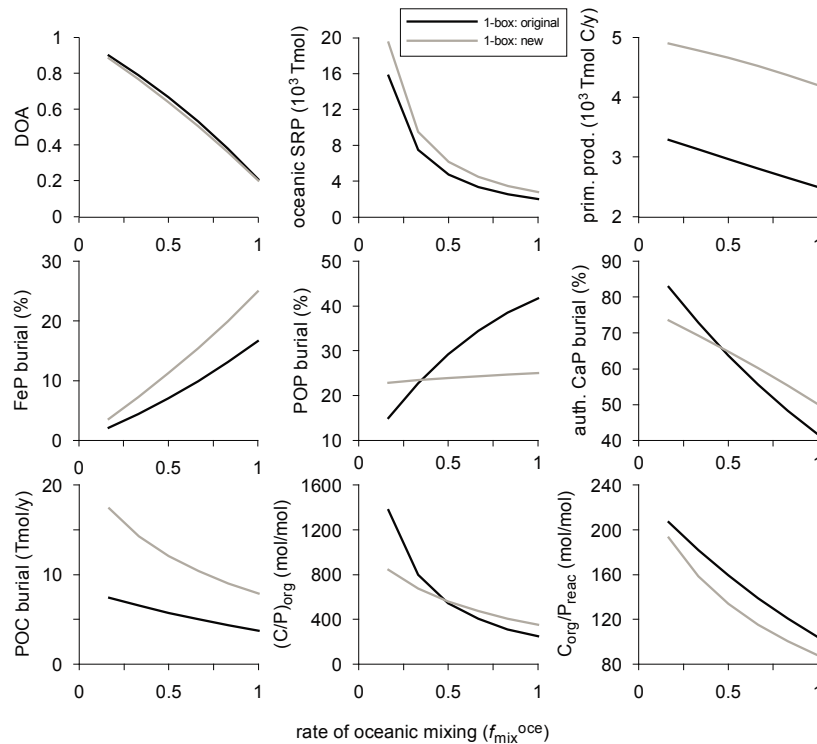 1-box: original
1-box: new
DOA
1
0.8
0.6
0.4
0.2
0
0 0.5 1
oceanic SRP (10³ Tmol)
20
16
12
8
4
0
0 0.5 1
prim. prod. (10³ Tmol C/y)
5
4
3
2
0 0.5 1
FeP burial (%)
30
20
10
0
0 0.5 1
POP burial (%)
50
40
30
20
10
0 0.5 1
auth. CaP burial (%)
90
80
70
60
50
40
0 0.5 1
POC burial (Tmol/y)
20
10
0
0 0.5 1
(C/P)org (mol/mol)
1600
1200
800
400
0
0 0.5 1
Corg/Preac (mol/mol)
240
200
160
120
80
0 0.5 1
rate of oceanic mixing (fmixoce)